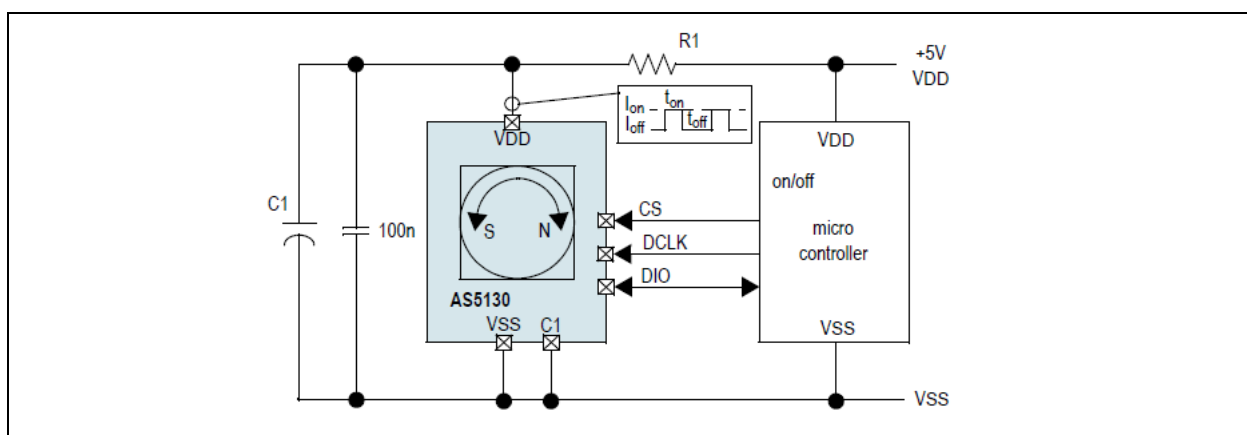 R1
+5V
VDD
Ion
ton
Ioff
toff
VDD
VDD
on/off
C1
100n
S
N
CS
micro
controller
DCLK
DIO
AS5130
VSS
C1
VSS
VSS